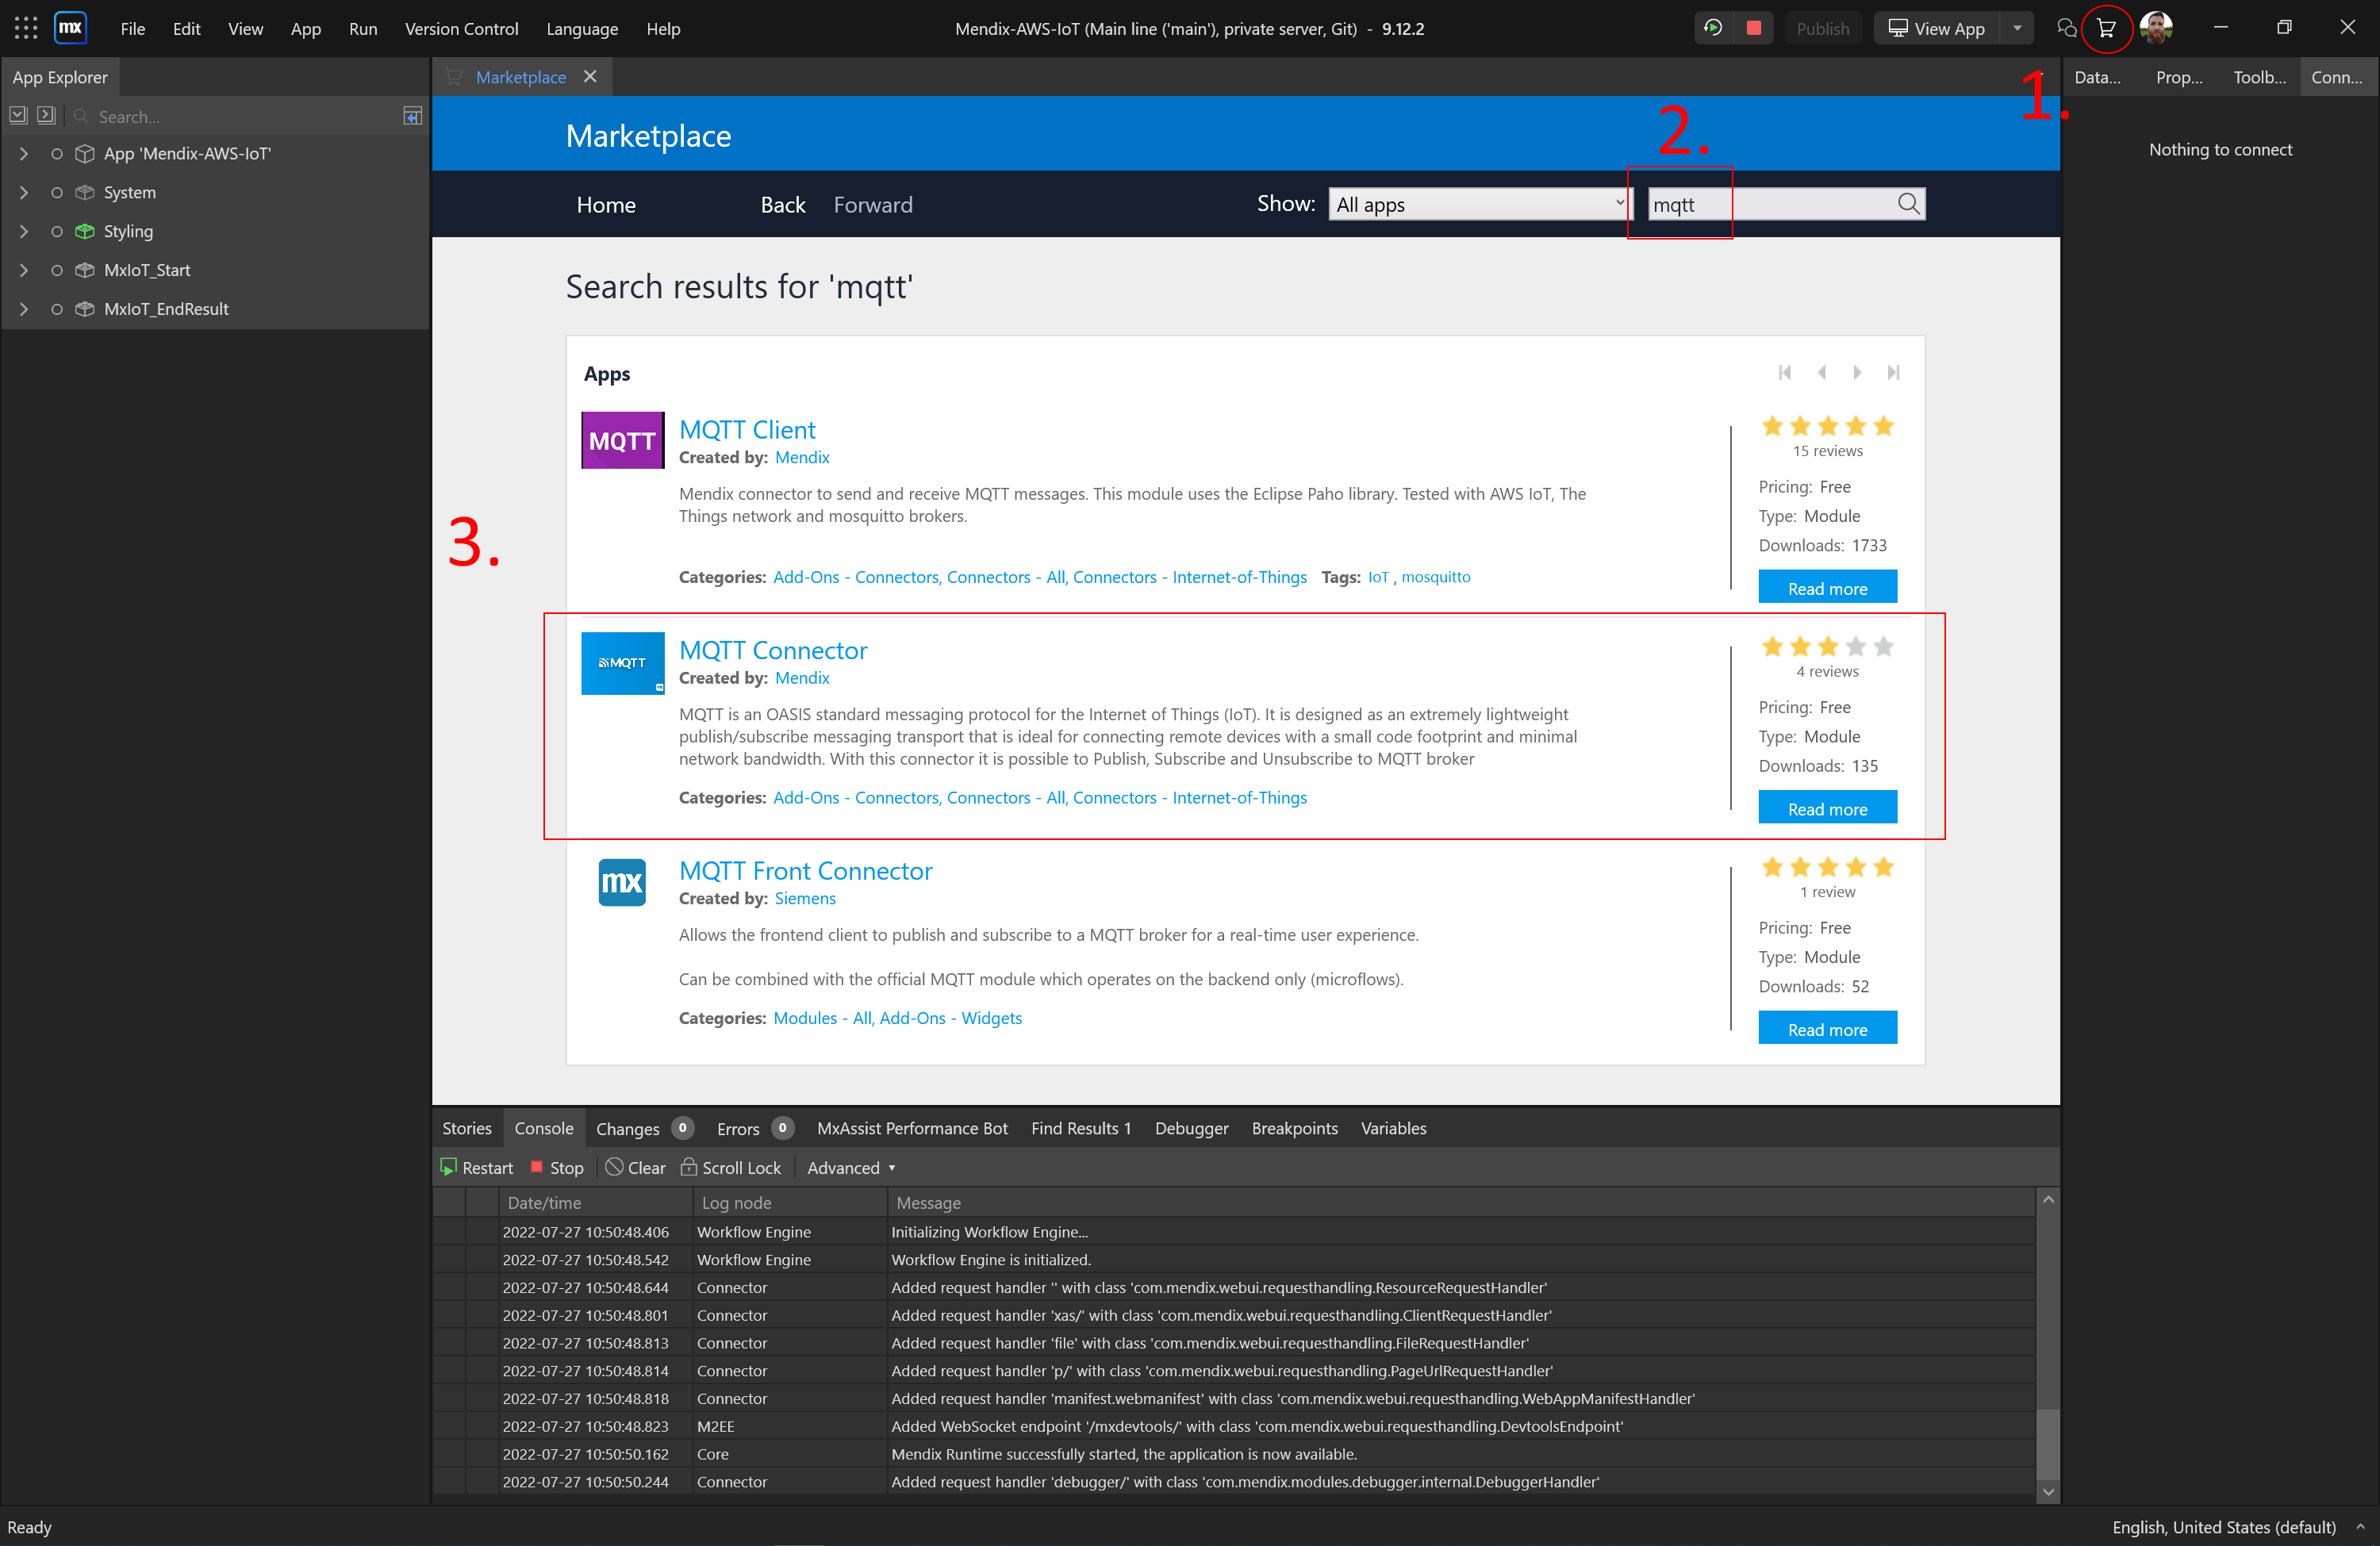 mx File Edit View App Run Version Control Language Help Mendix-AWS-IoT (Main line ('main'), private server, Git) - 9.12.2 Publish View App
App Explorer Marketplace Data... Prop... Toolb... Conn...
1.
Search...
2.
Marketplace
App 'Mendix-AWS-IoT'
Nothing to connect
System
Home Back Forward Show: All apps mqtt
Styling
MxIoT_Start
Search results for 'mqtt'
MxIoT_EndResult
Apps
MQTT
MQTT Client
Created by: Mendix
15 reviews
Mendix connector to send and receive MQTT messages. This module uses the Eclipse Paho library. Tested with AWS IoT, The
Things network and mosquitto brokers.
Pricing: Free
Type: Module
Downloads: 1733
3.
Categories: Add-Ons - Connectors, Connectors - All, Connectors - Internet-of-Things Tags: IoT , mosquitto
Read more
MQTT
MQTT Connector
Created by: Mendix
4 reviews
MQTT is an OASIS standard messaging protocol for the Internet of Things (IoT). It is designed as an extremely lightweight
publish/subscribe messaging transport that is ideal for connecting remote devices with a small code footprint and minimal
network bandwidth. With this connector it is possible to Publish, Subscribe and Unsubscribe to MQTT broker
Pricing: Free
Type: Module
Downloads: 135
Categories: Add-Ons - Connectors, Connectors - All, Connectors - Internet-of-Things
Read more
mx
MQTT Front Connector
Created by: Siemens
1 review
Allows the frontend client to publish and subscribe to a MQTT broker for a real-time user experience.
Can be combined with the official MQTT module which operates on the backend only (microflows).
Pricing: Free
Type: Module
Downloads: 52
Categories: Modules - All, Add-Ons - Widgets
Read more
Stories Console Changes 0 Errors 0 MxAssist Performance Bot Find Results 1 Debugger Breakpoints Variables
Restart Stop Clear Scroll Lock Advanced
Date/time Log node Message
2022-07-27 10:50:48.406 Workflow Engine Initializing Workflow Engine...
2022-07-27 10:50:48.542 Workflow Engine Workflow Engine is initialized.
2022-07-27 10:50:48.644 Connector Added request handler '' with class 'com.mendix.webui.requesthandling.ResourceRequestHandler'
2022-07-27 10:50:48.801 Connector Added request handler 'xas/' with class 'com.mendix.webui.requesthandling.ClientRequestHandler'
2022-07-27 10:50:48.813 Connector Added request handler 'file' with class 'com.mendix.webui.requesthandling.FileRequestHandler'
2022-07-27 10:50:48.814 Connector Added request handler 'p/' with class 'com.mendix.webui.requesthandling.PageUrlRequestHandler'
2022-07-27 10:50:48.818 Connector Added request handler 'manifest.webmanifest' with class 'com.mendix.webui.requesthandling.WebAppManifestHandler'
2022-07-27 10:50:48.823 M2EE Added WebSocket endpoint '/mxdevtools/' with class 'com.mendix.webui.requesthandling.DevtoolsEndpoint'
2022-07-27 10:50:50.162 Core Mendix Runtime successfully started, the application is now available.
2022-07-27 10:50:50.244 Connector Added request handler 'debugger/' with class 'com.mendix.modules.debugger.internal.DebuggerHandler'
Ready English, United States (default)